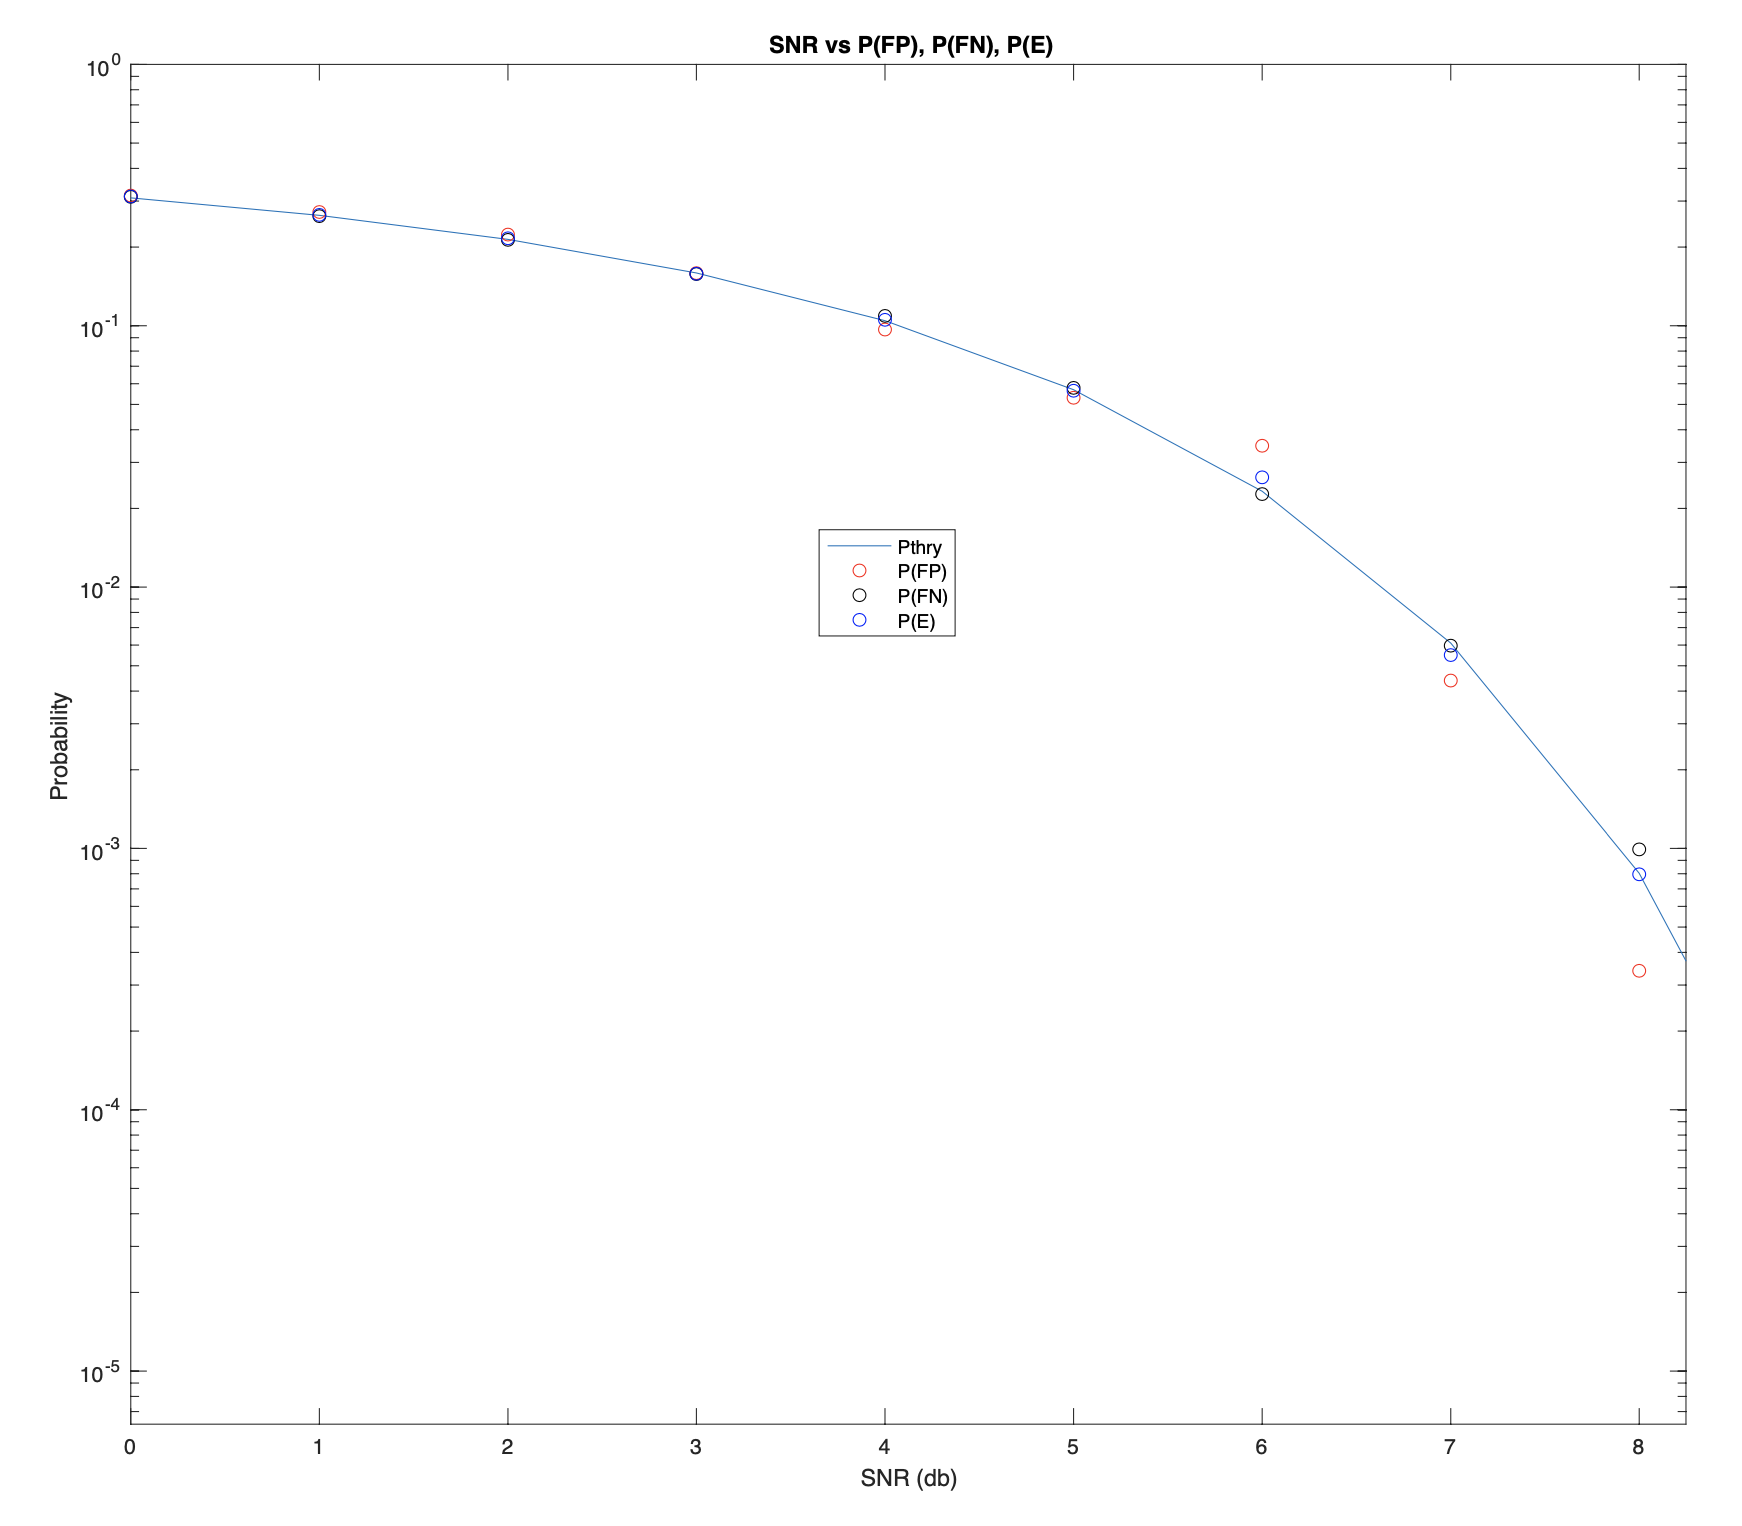 SNR vs P(FP), P(FN), P(E)
10^0
10^-1
10^-2
10^-3
10^-4
10^-5
Probability
Pthry
P(FP)
P(FN)
P(E)
0 1 2 3 4 5 6 7 8
SNR (db)